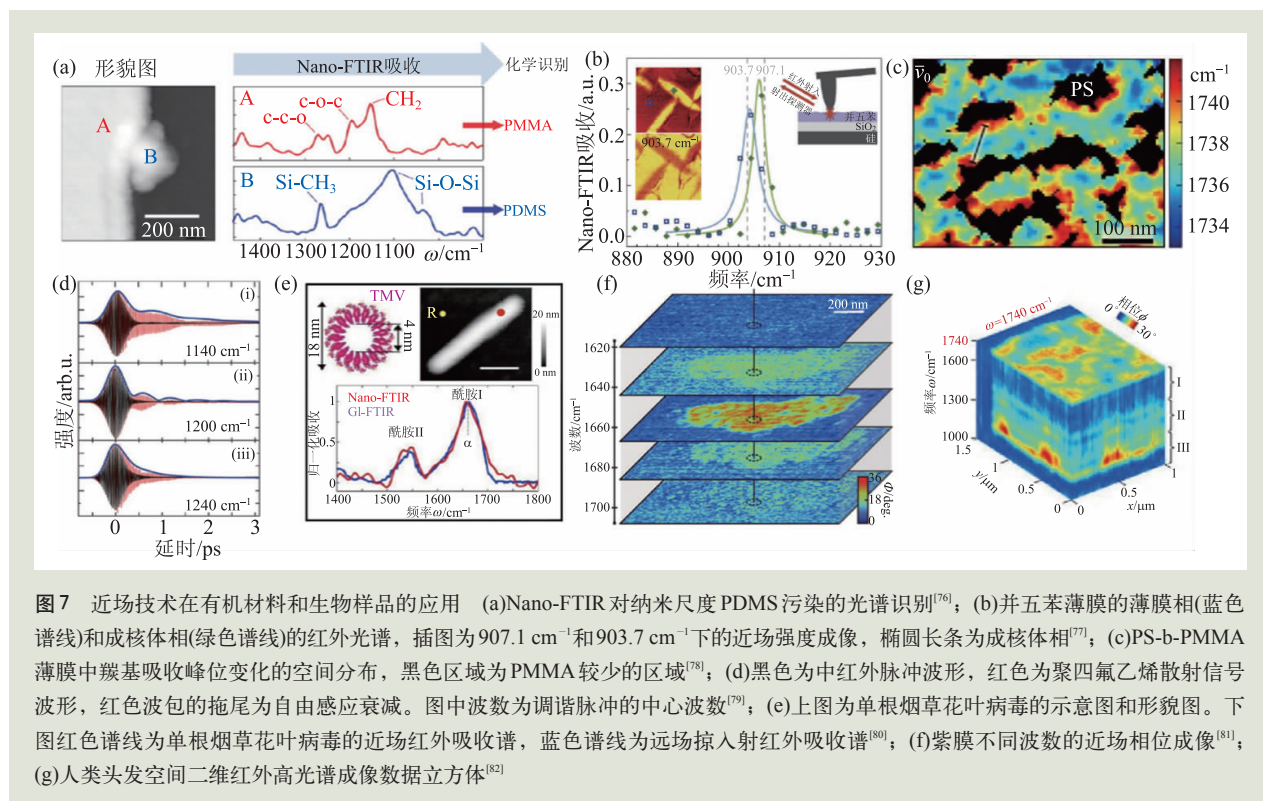 (a)
形貌图
Nano-FTIR吸收
化学识别
A
B
200 nm
A
c-c-o
c-o-c
CH₂
PMMA
B
Si-CH₃
Si-O-Si
PDMS
1400 1300 1200 1100 ω/cm⁻¹
(b)
903.7 907.1
Nano-FTIR吸收/a.u.
0.3
0.2
0.1
0.0
903.7 cm⁻¹
红外射入
射出探测器
并五苯
SiO₂
硅
881 890 900 910 920 930
频率/cm⁻¹
(c)
v̄₀
PS
100 nm
cm⁻¹
1740
1738
1736
1734
(d)
(i)
1140 cm⁻¹
(ii)
1200 cm⁻¹
(iii)
1240 cm⁻¹
强度/arb.u.
0 1 2 3
延时/ps
(e)
TMV
18 nm
4 nm
R
20 nm
0 nm
Nano-FTIR
Gl-FTIR
酰胺I
酰胺II
α
归一化吸收
1
0.5
0
1400 1500 1600 1700 1800
频率ω/cm⁻¹
(f)
200 nm
1620
1640
1660
1680
1700
波数/cm⁻¹
36
18
0
Φ/deg.
(g)
ω=1740 cm⁻¹
相位ϕ
0°
30°
1740
1600
1300
1000
频率ω/cm⁻¹
I
II
III
1.5
1
0.5
0
y/μm
0
0.5
1
x/μm
图7 近场技术在有机材料和生物样品的应用 (a)Nano-FTIR对纳米尺度PDMS污染的光谱识别[76]；(b)并五苯薄膜的薄膜相(蓝色
谱线)和成核体相(绿色谱线)的红外光谱，插图为907.1 cm⁻¹和903.7 cm⁻¹下的近场强度成像，椭圆长条为成核体相[77]；(c)PS-b-PMMA
薄膜中羰基吸收峰位变化的空间分布，黑色区域为PMMA较少的区域[78]；(d)黑色为中红外脉冲波形，红色为聚四氟乙烯散射信号
波形，红色波包的拖尾为自由感应衰减。图中波数为调谐脉冲的中心波数[79]；(e)上图为单根烟草花叶病毒的示意图和形貌图。下
图红色谱线为单根烟草花叶病毒的近场红外吸收谱，蓝色谱线为远场掠入射红外吸收谱[80]；(f)紫膜不同波数的近场相位成像[81]；
(g)人类头发空间二维红外高光谱成像数据立方体[82]